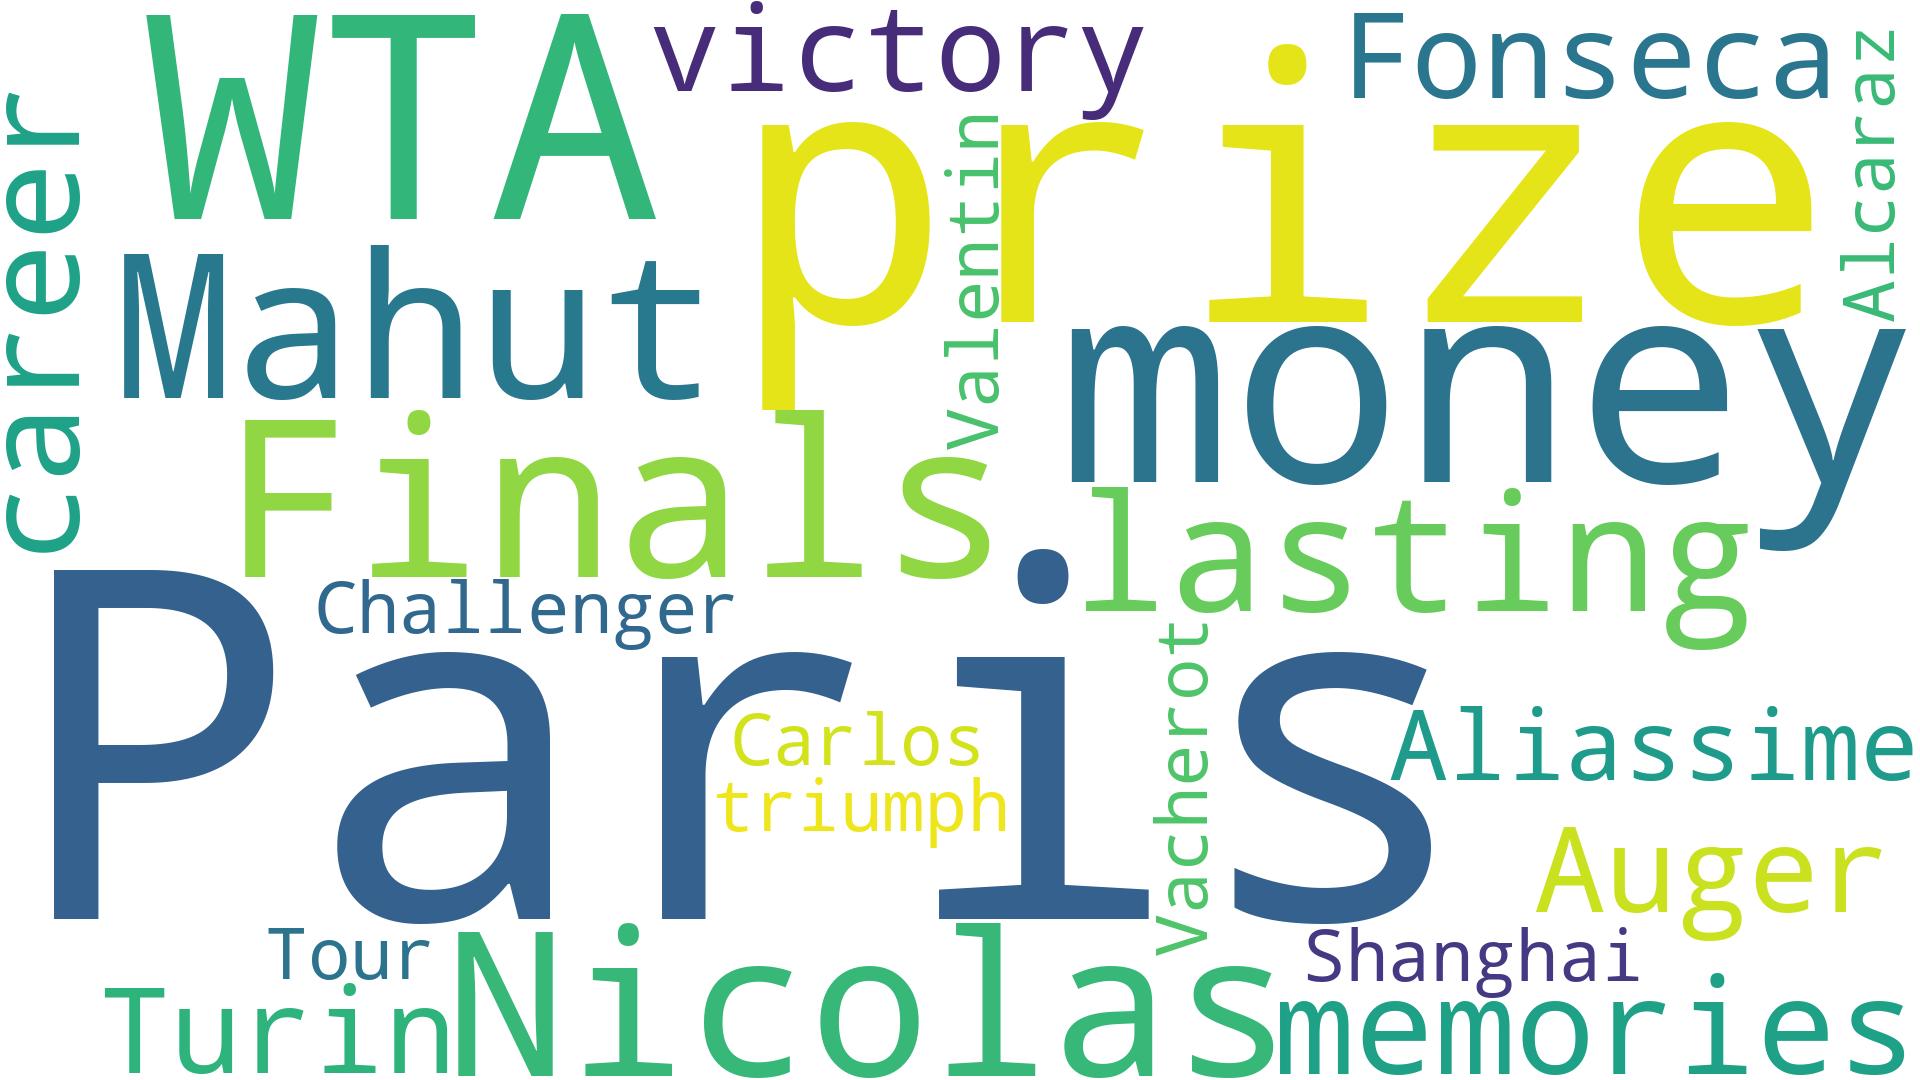 WTA
victory
Fonseca
Alcaraz
career
prize
Valentin
Mahut
money
Finals
lasting
Challenger
Paris
Vacherot
Carlos
triumph
Aliassime
Auger
Tour
Nicolas
Shanghai
Turin
memories